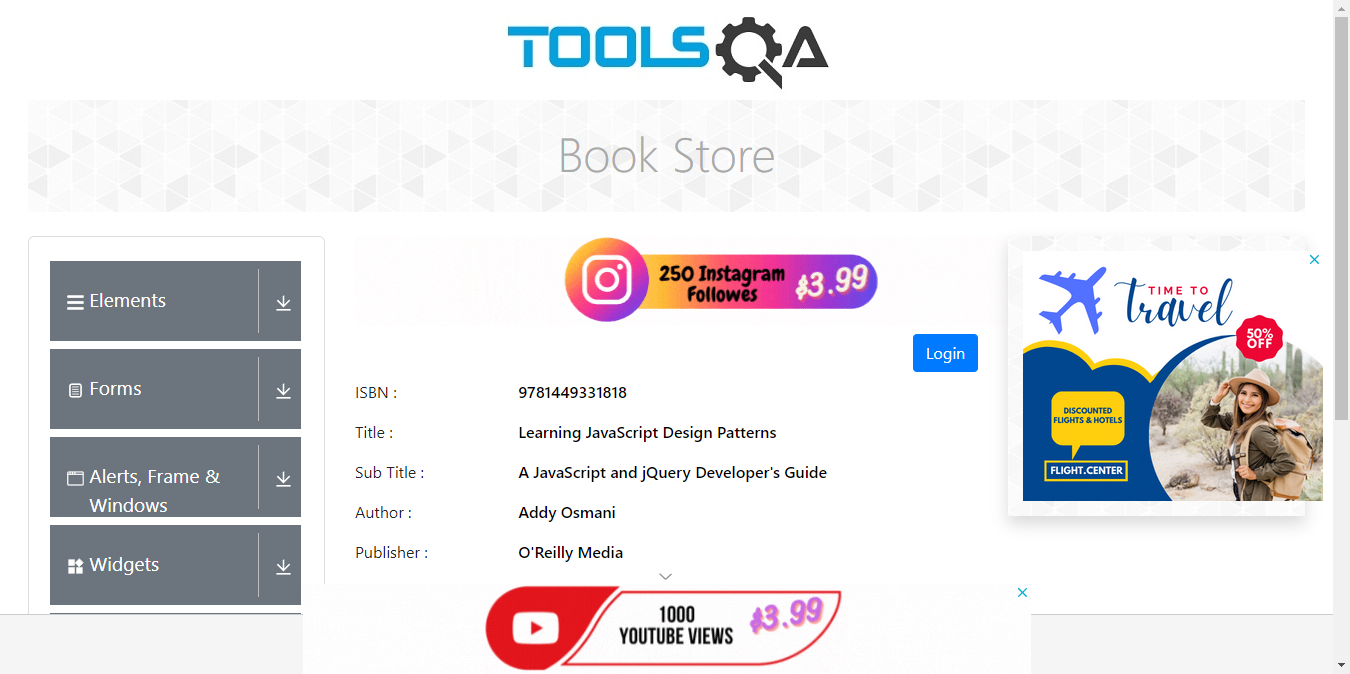 TOOLSQA
Book Store
Elements
Forms
Alerts, Frame &
Windows
Widgets
250 Instagram
Followes
$3.99
Login
ISBN :
9781449331818
Title :
Learning JavaScript Design Patterns
Sub Title :
A JavaScript and jQuery Developer's Guide
Author :
Addy Osmani
Publisher :
O'Reilly Media
TIME TO
travel
50%
OFF
DISCOUNTED
FLIGHTS & HOTELS
FLIGHT.CENTER
1000
YOUTUBE VIEWS
$3.99